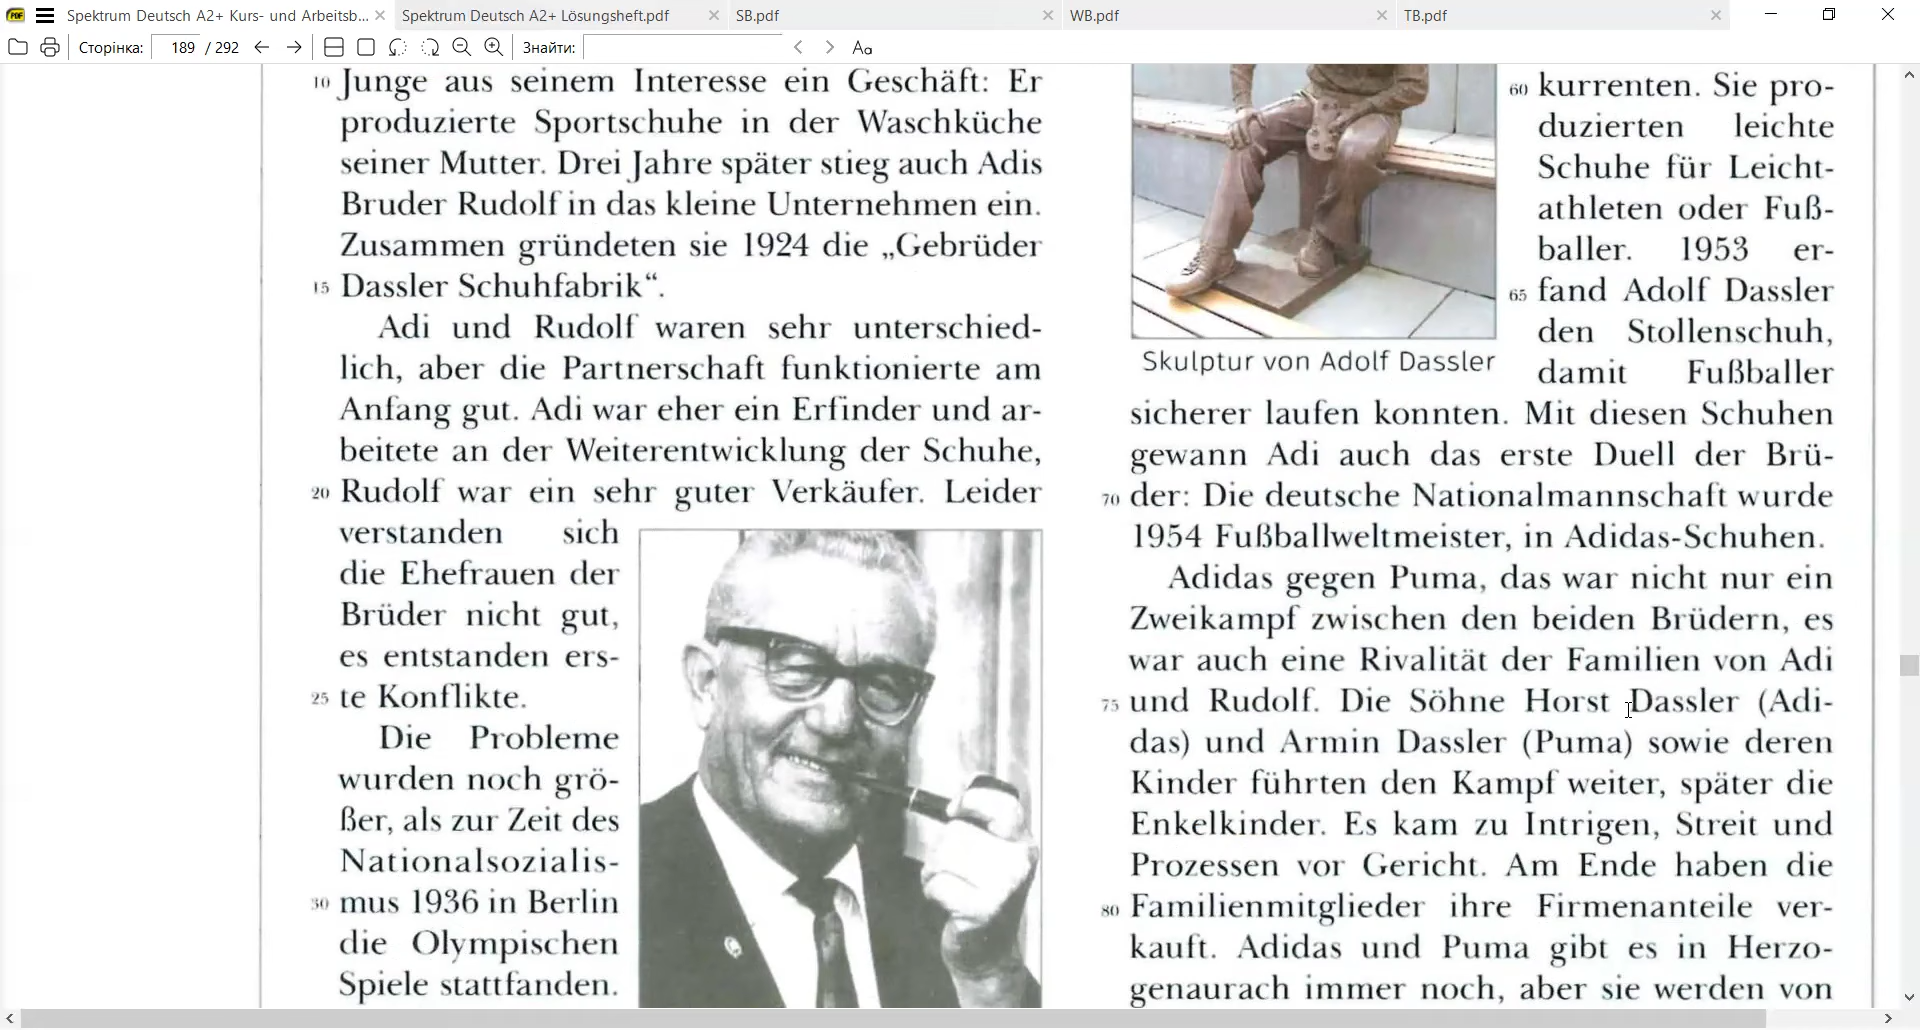 Spektrum Deutsch A2+ Kurs- und Arbeitsb...
Spektrum Deutsch A2+ Lösungsheft.pdf
SB.pdf
WB.pdf
TB.pdf
Сторінка: 189 / 292
Знайти:
Aa
10 Junge aus seinem Interesse ein Geschäft: Er
produzierte Sportschuhe in der Waschküche
seiner Mutter. Drei Jahre später stieg auch Adis
Bruder Rudolf in das kleine Unternehmen ein.
Zusammen gründeten sie 1924 die „Gebrüder
15 Dassler Schuhfabrik“.
Adi und Rudolf waren sehr unterschied-
lich, aber die Partnerschaft funktionierte am
Anfang gut. Adi war eher ein Erfinder und ar-
beitete an der Weiterentwicklung der Schuhe,
20 Rudolf war ein sehr guter Verkäufer. Leider
verstanden sich
die Ehefrauen der
Brüder nicht gut,
es entstanden ers-
25 te Konflikte.
Die Probleme
wurden noch grö-
ßer, als zur Zeit des
Nationalsozialis-
30 mus 1936 in Berlin
die Olympischen
Spiele stattfanden.
Skulptur von Adolf Dassler
60 kurrenten. Sie pro-
duzierten leichte
Schuhe für Leicht-
athleten oder Fuß-
baller. 1953 er-
65 fand Adolf Dassler
den Stollenschuh,
damit Fußballer
sicherer laufen konnten. Mit diesen Schuhen
gewann Adi auch das erste Duell der Brü-
70 der: Die deutsche Nationalmannschaft wurde
1954 Fußballweltmeister, in Adidas-Schuhen.
Adidas gegen Puma, das war nicht nur ein
Zweikampf zwischen den beiden Brüdern, es
war auch eine Rivalität der Familien von Adi
75 und Rudolf. Die Söhne Horst Dassler (Adi-
das) und Armin Dassler (Puma) sowie deren
Kinder führten den Kampf weiter, später die
Enkelkinder. Es kam zu Intrigen, Streit und
Prozessen vor Gericht. Am Ende haben die
80 Familienmitglieder ihre Firmenanteile ver-
kauft. Adidas und Puma gibt es in Herzo-
genaurach immer noch, aber sie werden von